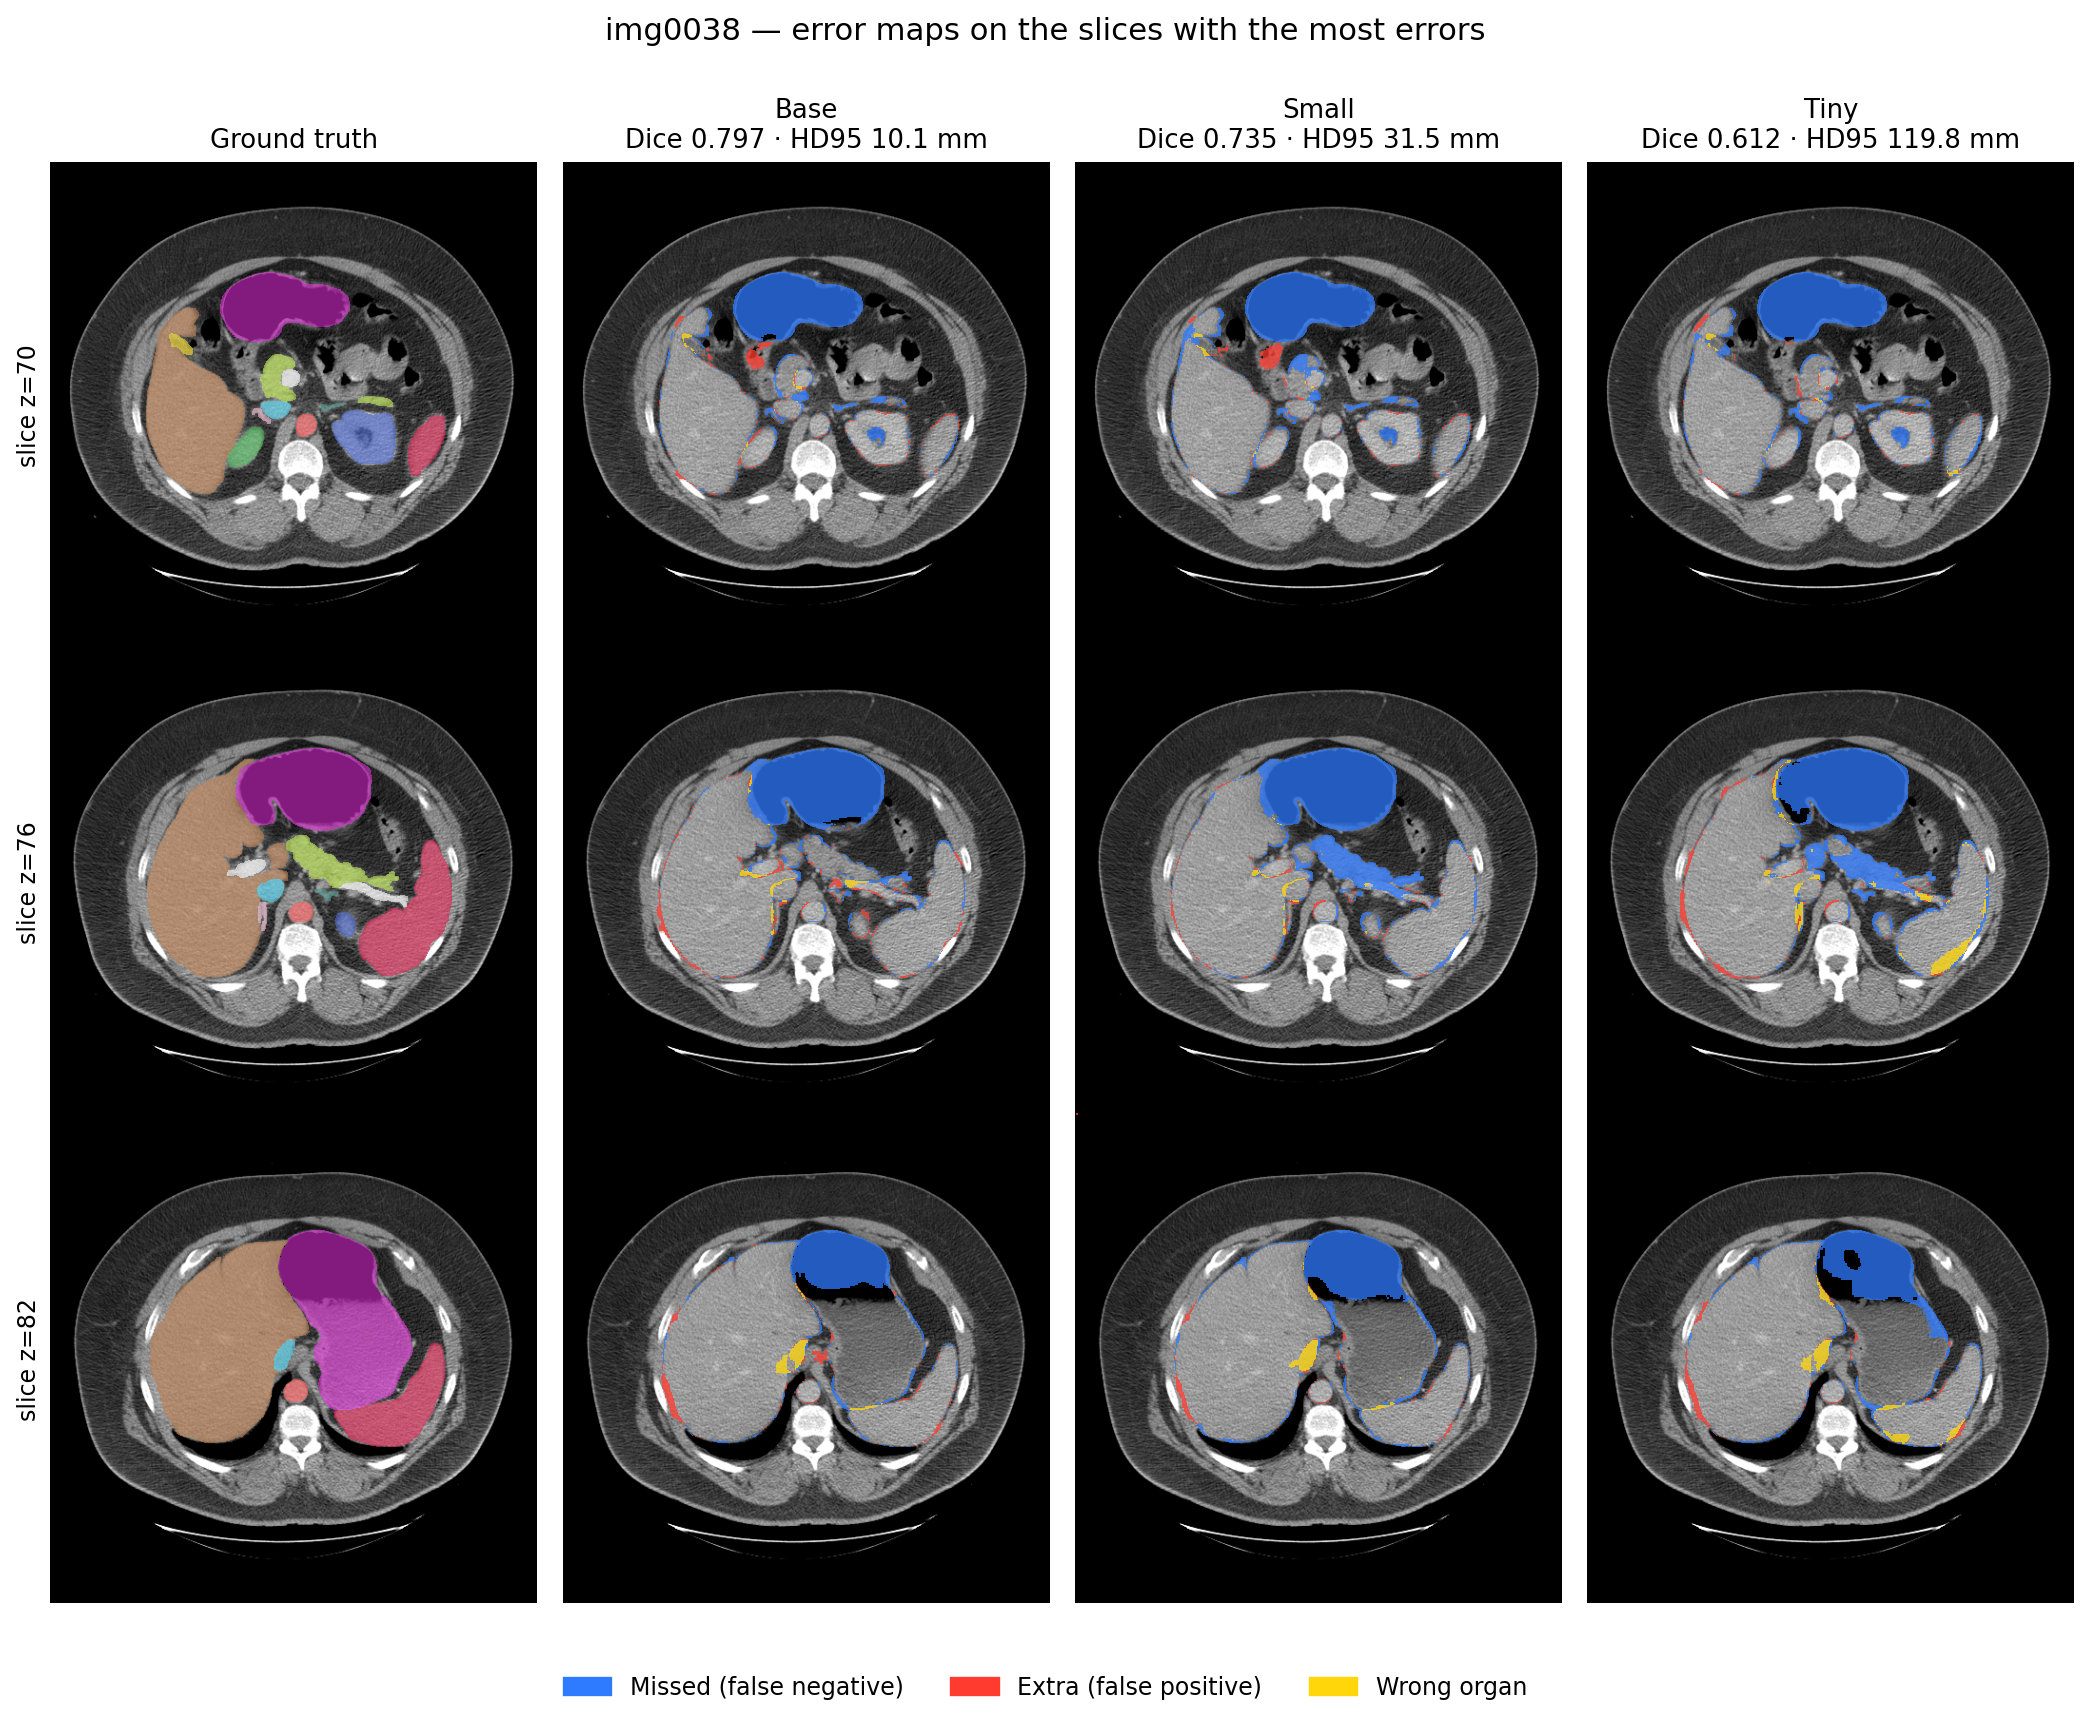 img0038 — error maps on the slices with the most errors
Ground truth
Base
Dice 0.797 · HD95 10.1 mm
Small
Dice 0.735 · HD95 31.5 mm
Tiny
Dice 0.612 · HD95 119.8 mm
slice z=70
slice z=76
slice z=82
Missed (false negative)
Extra (false positive)
Wrong organ